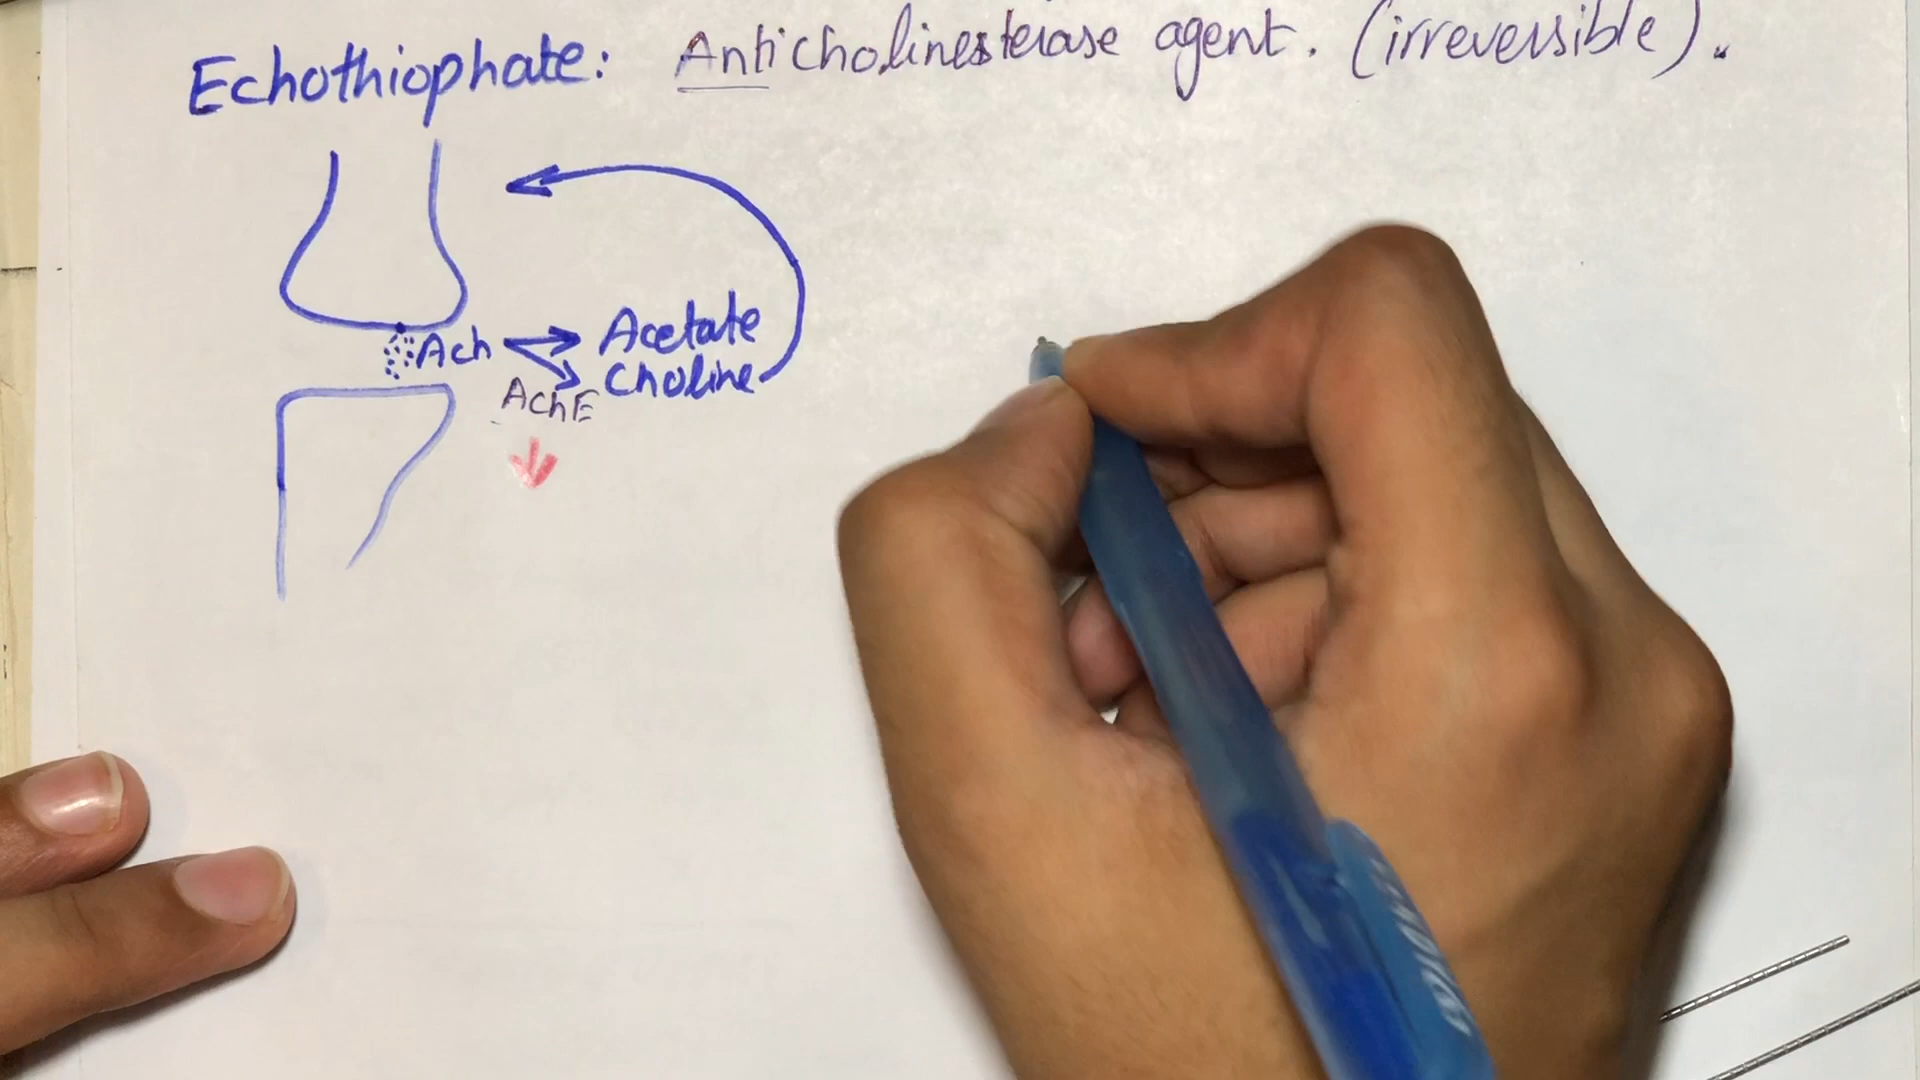 Echothiophate: Anticholinesterase agent. (irreversible).
Ach
Acetate
Choline
AchE